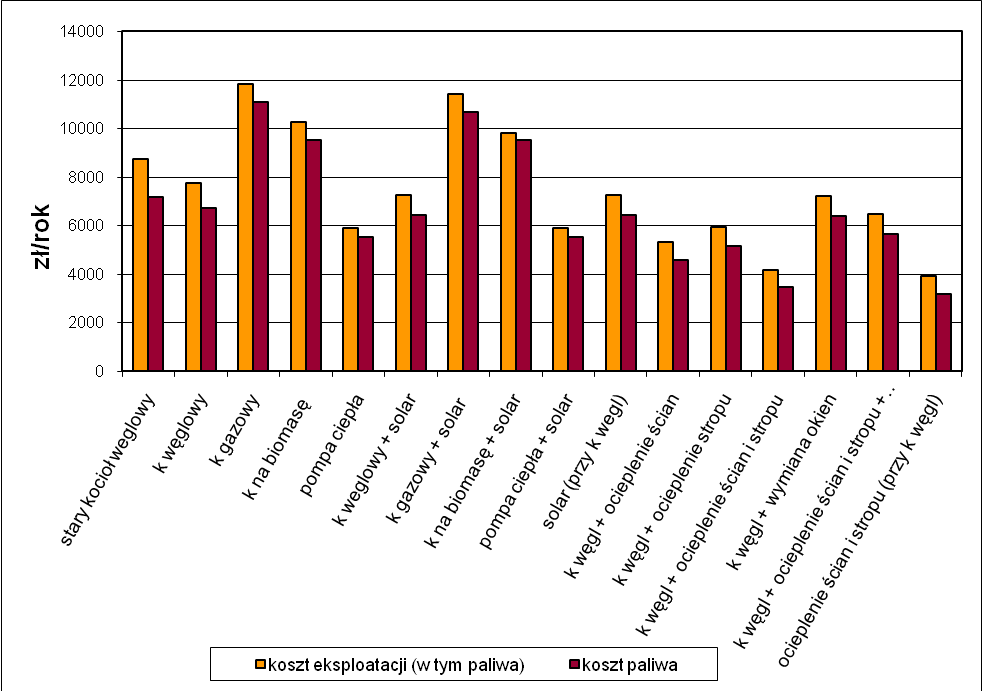 14000
12000
10000
8000
6000
4000
2000
0
zł/rok
stary kocioł weglowy
k węglowy
k gazowy
k na biomasę
pompa ciepła
k weglowy + solar
k gazowy + solar
k na biomasę + solar
pompa ciepła + solar
solar (przy k wegl)
k węgl + ocieplenie ścian
k węgl + ocieplenie stropu
k węgl + ocieplenie ścian i stropu
k węgl + wymiana okien
k węgl + ocieplenie ścian i stropu + ..
ocieplenie ścian i stropu (przy k węgl)
koszt eksploatacji (w tym paliwa)
koszt paliwa